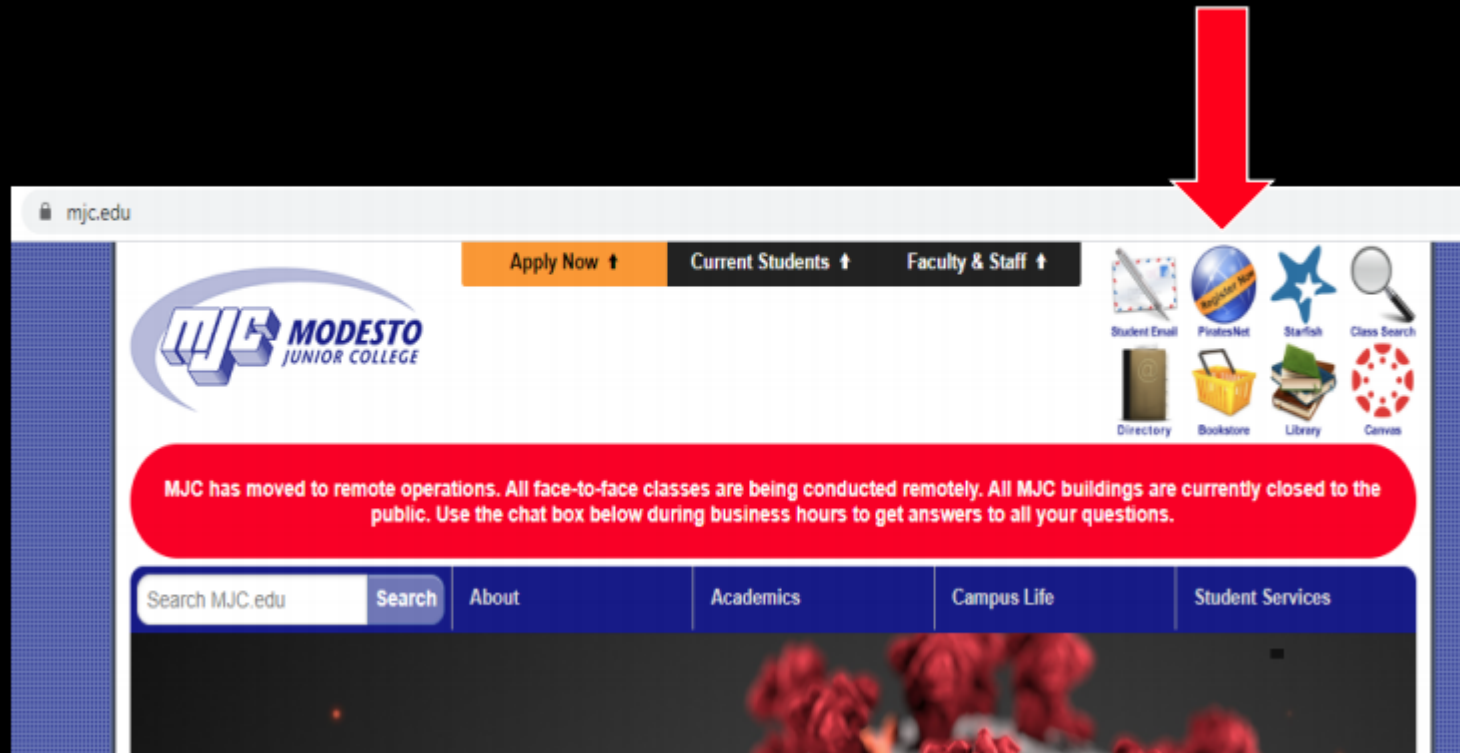 mjc.edu
Apply Now ⬆
Current Students ⬆
Faculty & Staff ⬆
MJC MODESTO
JUNIOR COLLEGE
Register Now
Student Email
PiratesNet
Starfish
Class Search
@
Directory
Bookstore
Library
Canvas
MJC has moved to remote operations. All face-to-face classes are being conducted remotely. All MJC buildings are currently closed to the
public. Use the chat box below during business hours to get answers to all your questions.
Search MJC.edu
Search
About
Academics
Campus Life
Student Services